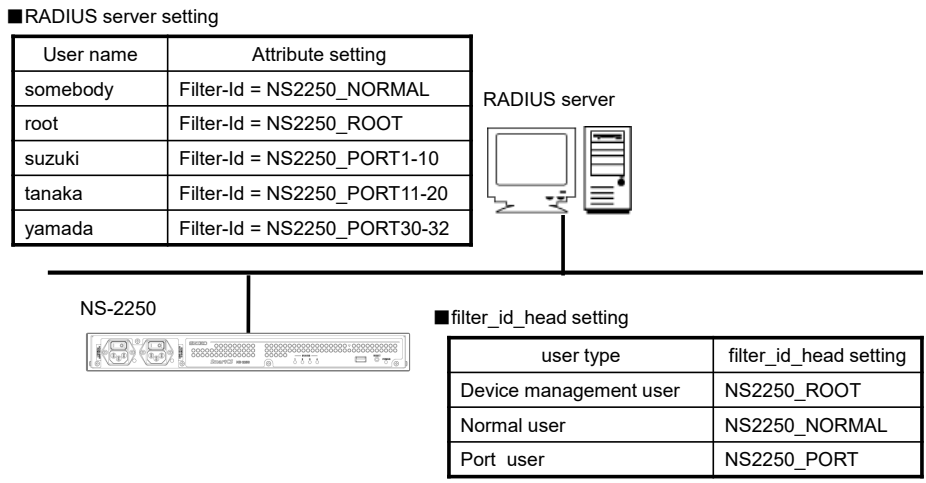 ■RADIUS server setting
User name Attribute setting
somebody Filter-Id = NS2250_NORMAL
root Filter-Id = NS2250_ROOT
suzuki Filter-Id = NS2250_PORT1-10
tanaka Filter-Id = NS2250_PORT11-20
yamada Filter-Id = NS2250_PORT30-32
RADIUS server
NS-2250
■filter_id_head setting
user type filter_id_head setting
Device management user NS2250_ROOT
Normal user NS2250_NORMAL
Port user NS2250_PORT